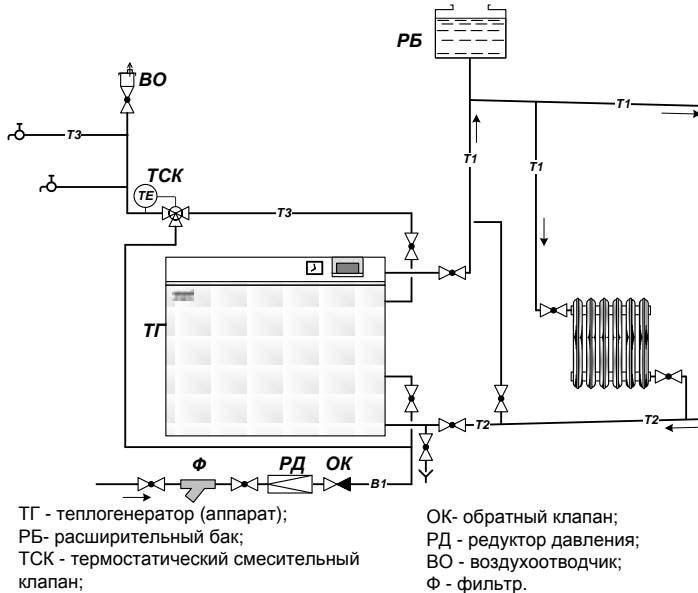 РБ
ВО
Т1
Т3
Т1
Т1
ТСК
ТЕ
Т3
ТГ
Т2
Т2
Ф
РД
ОК
В1
ТГ - теплогенератор (аппарат);
РБ- расширительный бак;
ТСК - термостатический смесительный
клапан;
ОК- обратный клапан;
РД - редуктор давления;
ВО - воздухоотводчик;
Ф - фильтр.